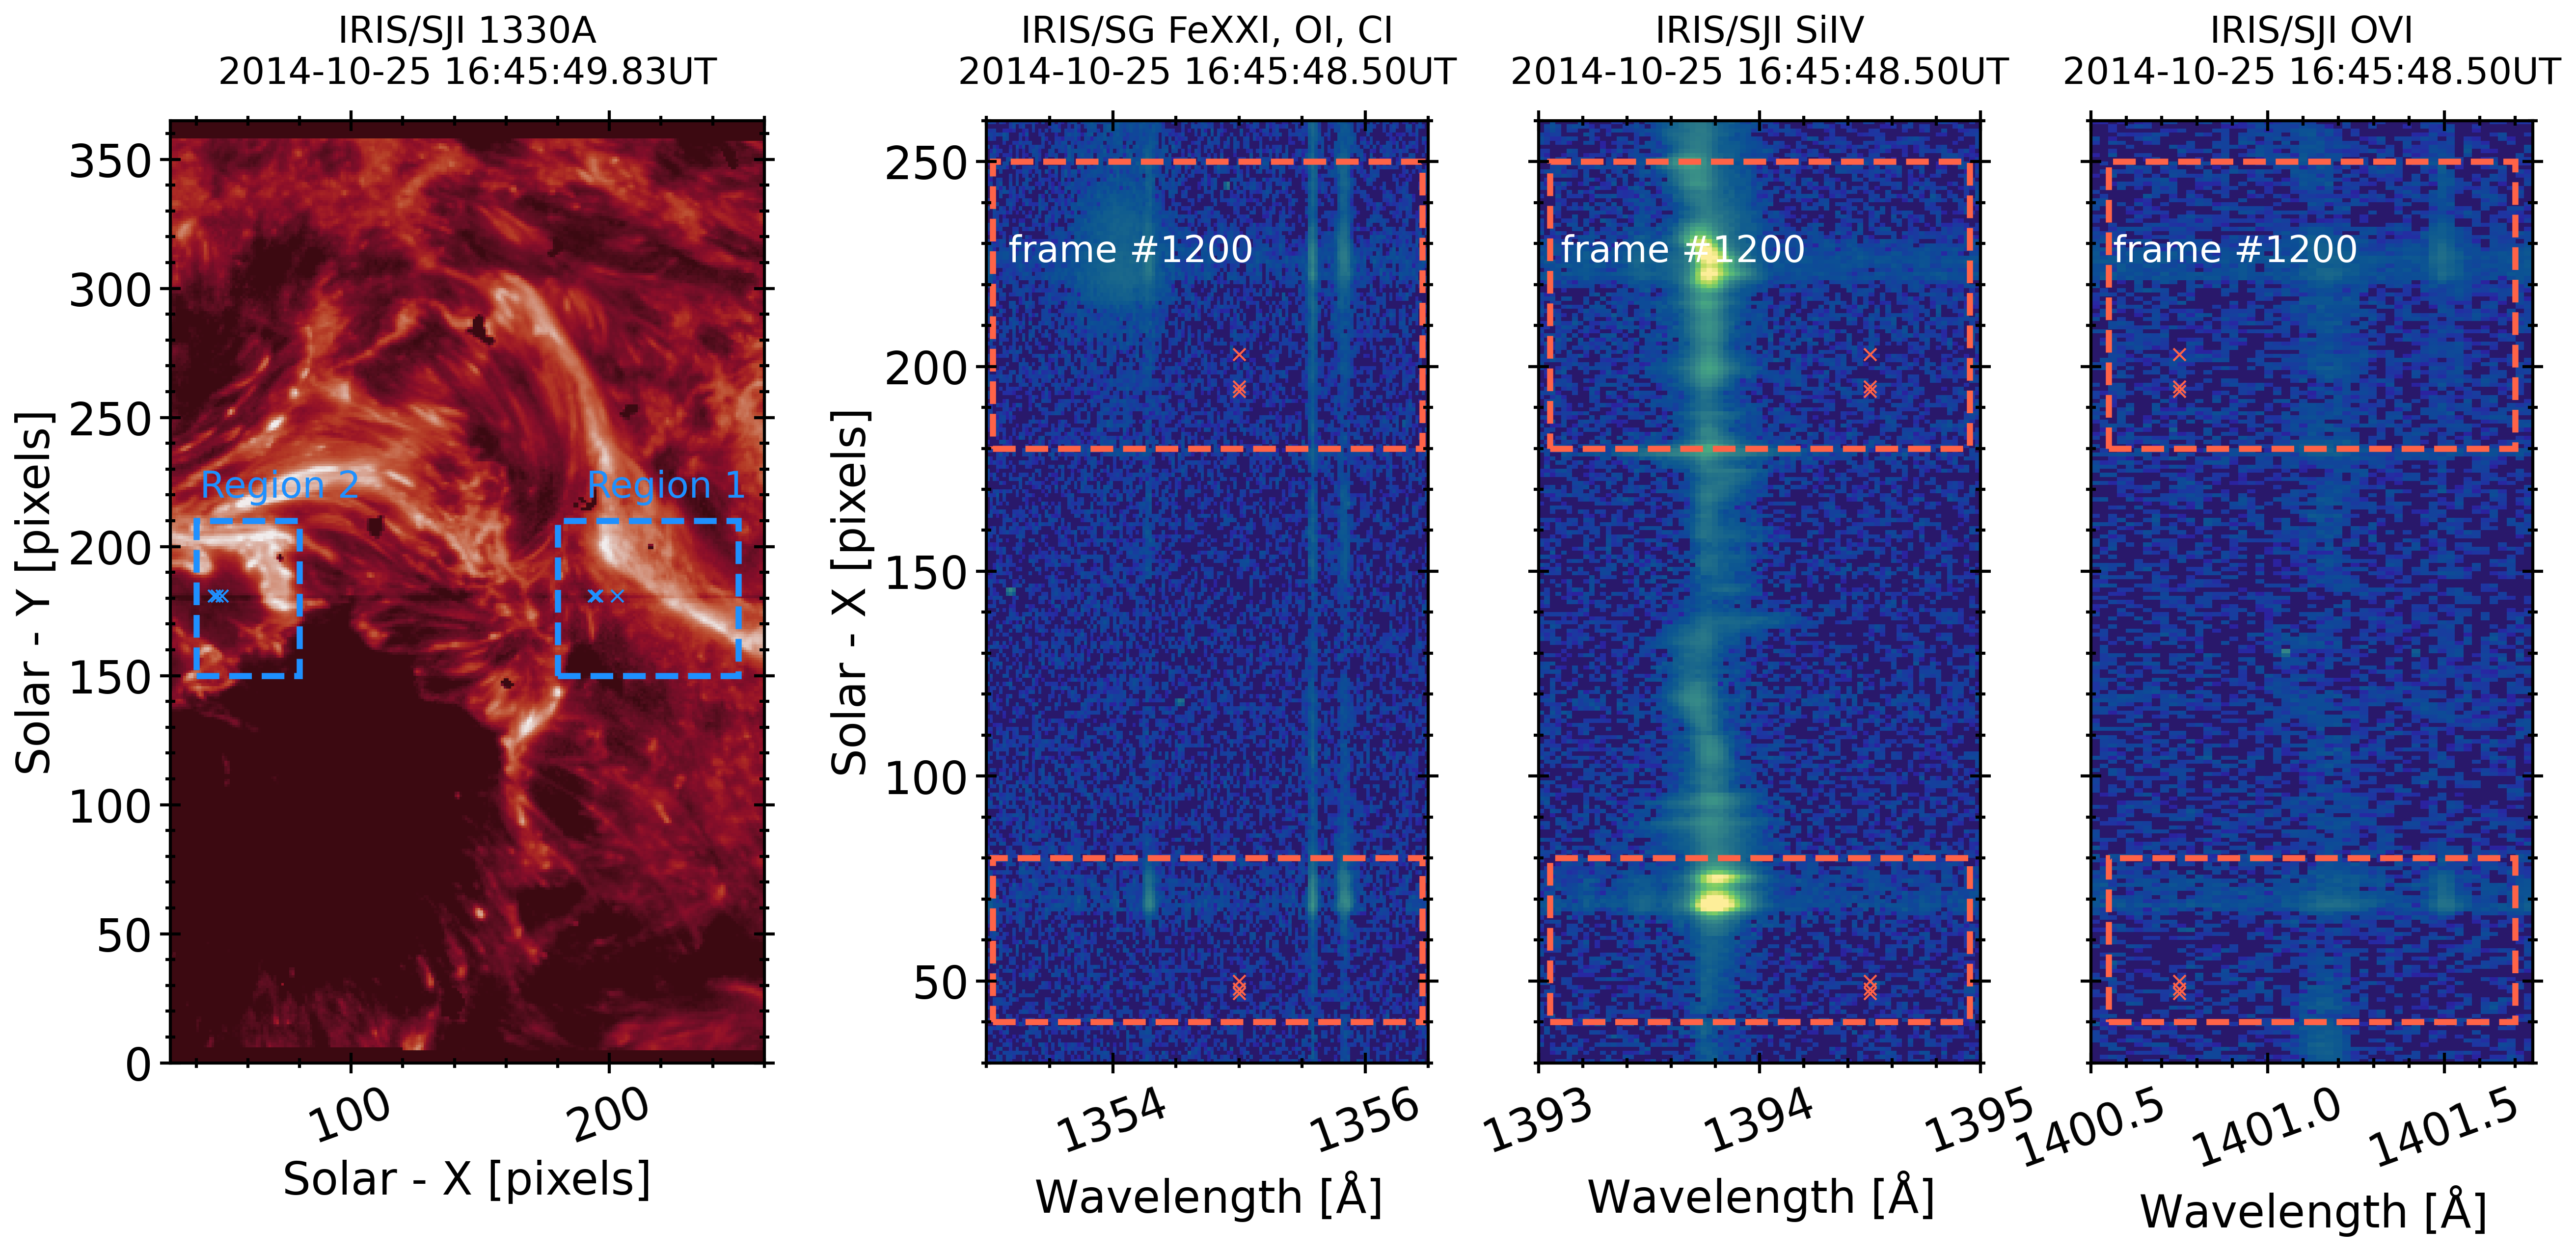 IRIS/SJI 1330A
2014-10-25 16:45:49.83UT
IRIS/SG FeXXI, OI, CI
2014-10-25 16:45:48.50UT
IRIS/SJI SiIV
2014-10-25 16:45:48.50UT
IRIS/SJI OVI
2014-10-25 16:45:48.50UT
Solar - Y [pixels]
350
300
250
200
150
100
50
0
Region 2
Region 1
100
200
Solar - X [pixels]
Solar - X [pixels]
250
200
150
100
50
frame #1200
1354
1356
Wavelength [Å]
frame #1200
1393
1394
1395
Wavelength [Å]
frame #1200
1400.5
1401.0
1401.5
Wavelength [Å]